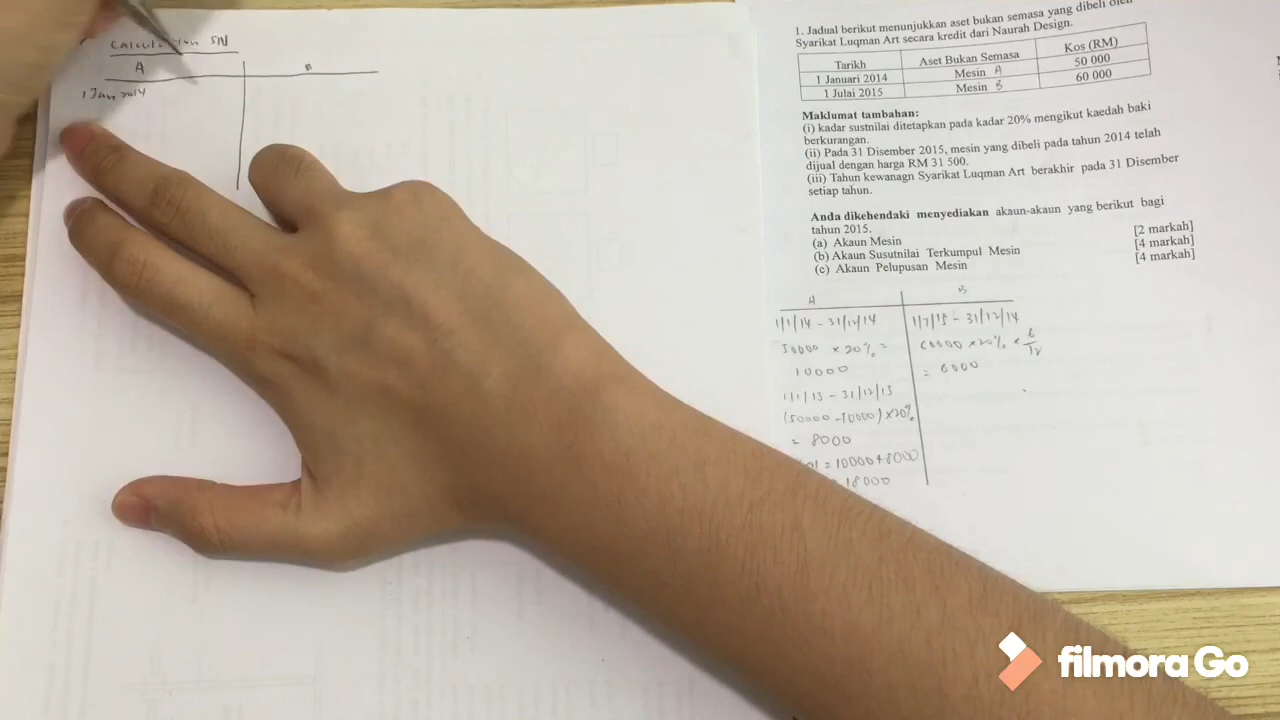 Calculation SN
A
B
1 Jan 2014
1. Jadual berikut menunjukkan aset bukan semasa yang dibeli oleh
Syarikat Luqman Art secara kredit dari Naurah Design.
Tarikh Aset Bukan Semasa Kos (RM)
1 Januari 2014 Mesin A 50 000
1 Julai 2015 Mesin B 60 000
Maklumat tambahan:
(i) kadar sustnilai ditetapkan pada kadar 20% mengikut kaedah baki
berkurangan.
(ii) Pada 31 Disember 2015, mesin yang dibeli pada tahun 2014 telah
dijual dengan harga RM 31 500.
(iii) Tahun kewanagn Syarikat Luqman Art berakhir pada 31 Disember
setiap tahun.
Anda dikehendaki menyediakan akaun-akaun yang berikut bagi
tahun 2015.
(a) Akaun Mesin [2 markah]
(b) Akaun Susutnilai Terkumpul Mesin [4 markah]
(c) Akaun Pelupusan Mesin [4 markah]
A B
1/1/14 - 31/12/14 1/7/15 - 31/12/14
50000 × 20% = 60000 × 20% × 6/12
10000 = 6000
1/1/15 - 31/12/15
(50000 - 10000) × 20%
= 8000
= 10000 + 8000
18000
filmora Go